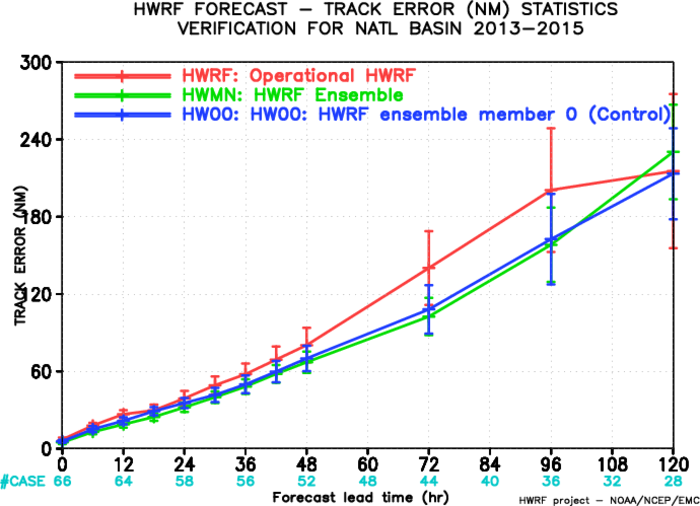 HWRF FORECAST – TRACK ERROR (NM) STATISTICS
VERIFICATION FOR NATL BASIN 2013–2015
HWRF: Operational HWRF
HWMN: HWRF Ensemble
HW00: HW00: HWRF ensemble member 0 (Control)
TRACK ERROR (NM)
300
240
180
120
60
0
0 12 24 36 48 60 72 84 96 108 120
#CASE 66 64 58 56 52 48 44 40 36 32 28
Forecast lead time (hr)
HWRF project – NOAA/NCEP/EMC